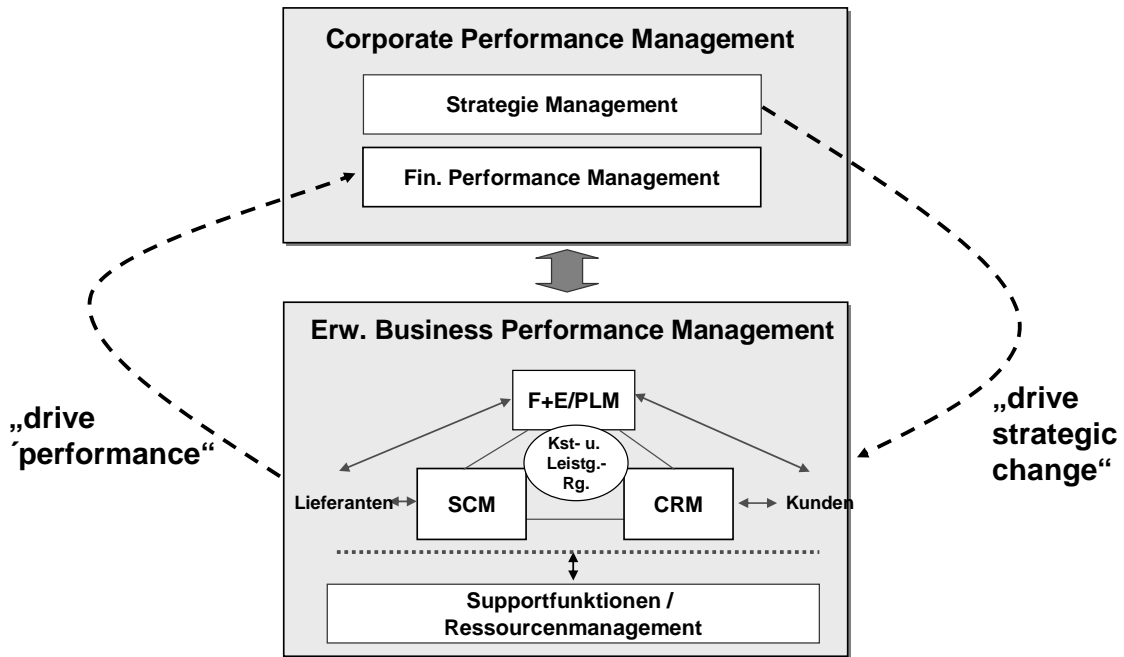 Corporate Performance Management
Strategie Management
Fin. Performance Management
Erw. Business Performance Management
„drive
´performance“
„drive
strategic
change“
F+E/PLM
Kst- u.
Leistg.-
Rg.
Lieferanten
SCM
CRM
Kunden
Supportfunktionen /
Ressourcenmanagement